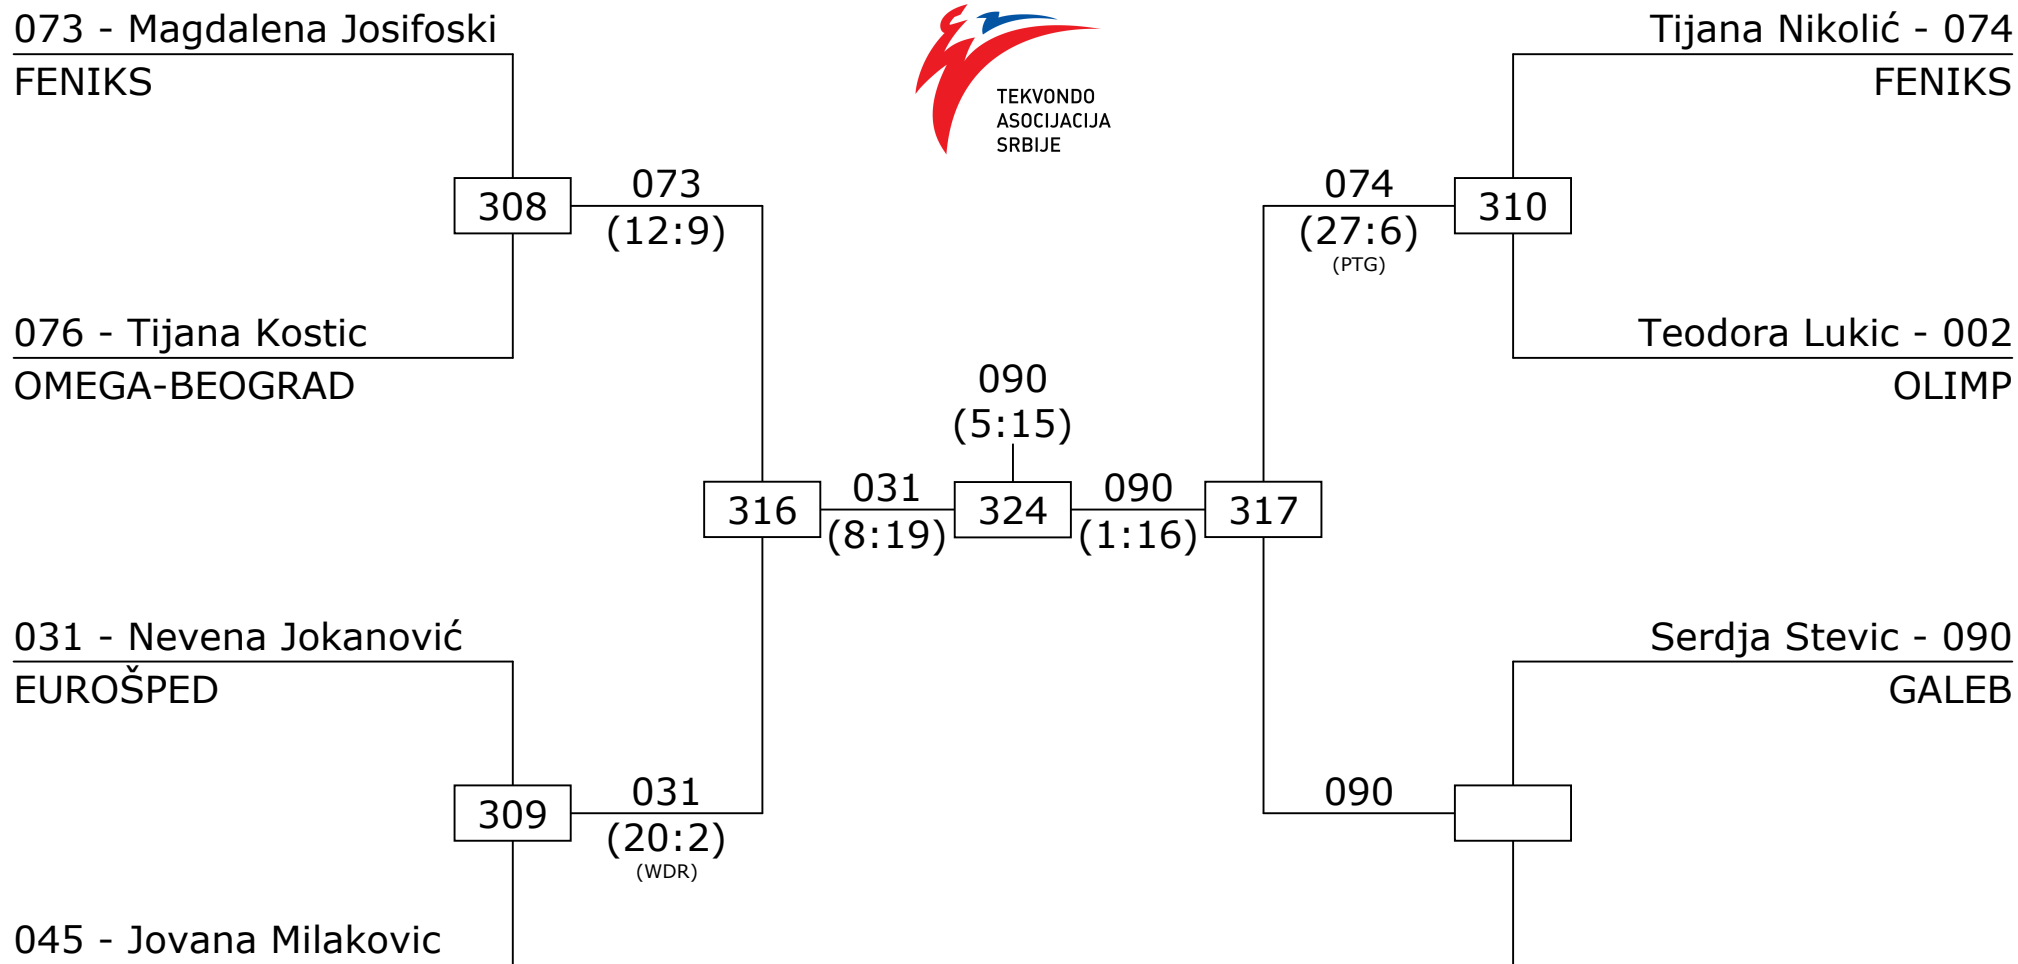 073 - Magdalena Josifoski
FENIKS
TEKVONDO
ASOCIJACIJA
SRBIJE
Tijana Nikolić - 074
FENIKS
308
073
(12:9)
074
(27:6)
(PTG)
310
076 - Tijana Kostic
OMEGA-BEOGRAD
Teodora Lukic - 002
OLIMP
090
(5:15)
316
031
(8:19)
324
090
(1:16)
317
031 - Nevena Jokanović
EUROŠPED
Serdja Stevic - 090
GALEB
309
031
(20:2)
(WDR)
090
045 - Jovana Milakovic